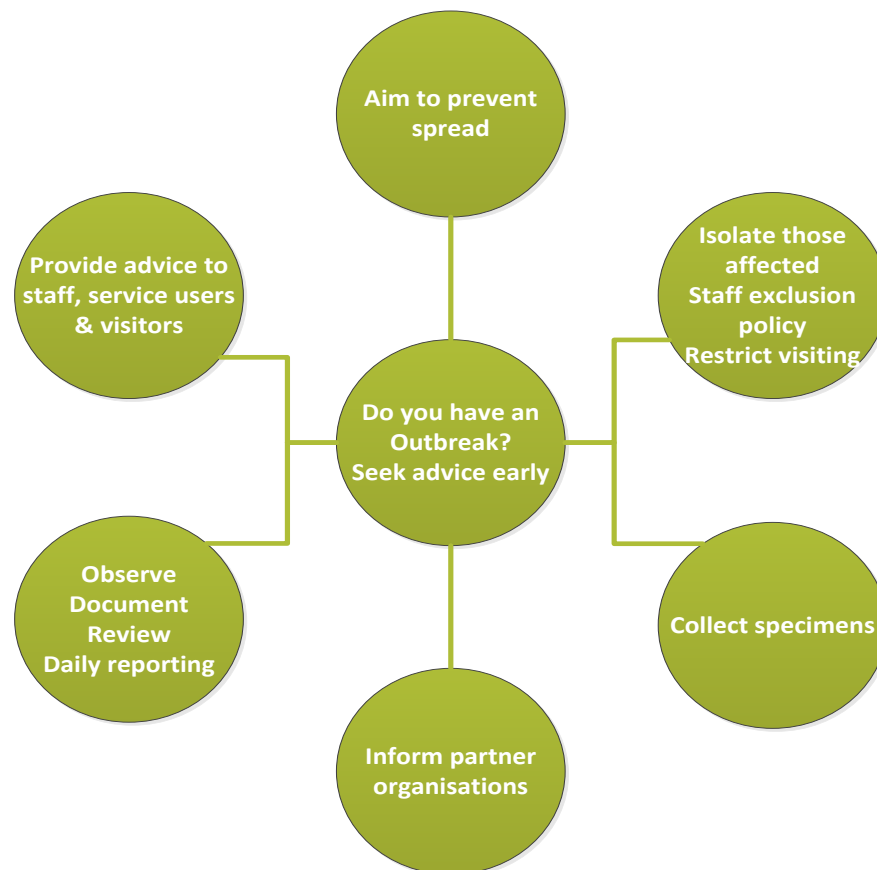 Aim to prevent
spread
Provide advice to
staff, service users
& visitors
Isolate those
affected
Staff exclusion
policy
Restrict visiting
Do you have an
Outbreak?
Seek advice early
Observe
Document
Review
Daily reporting
Collect specimens
Inform partner
organisations